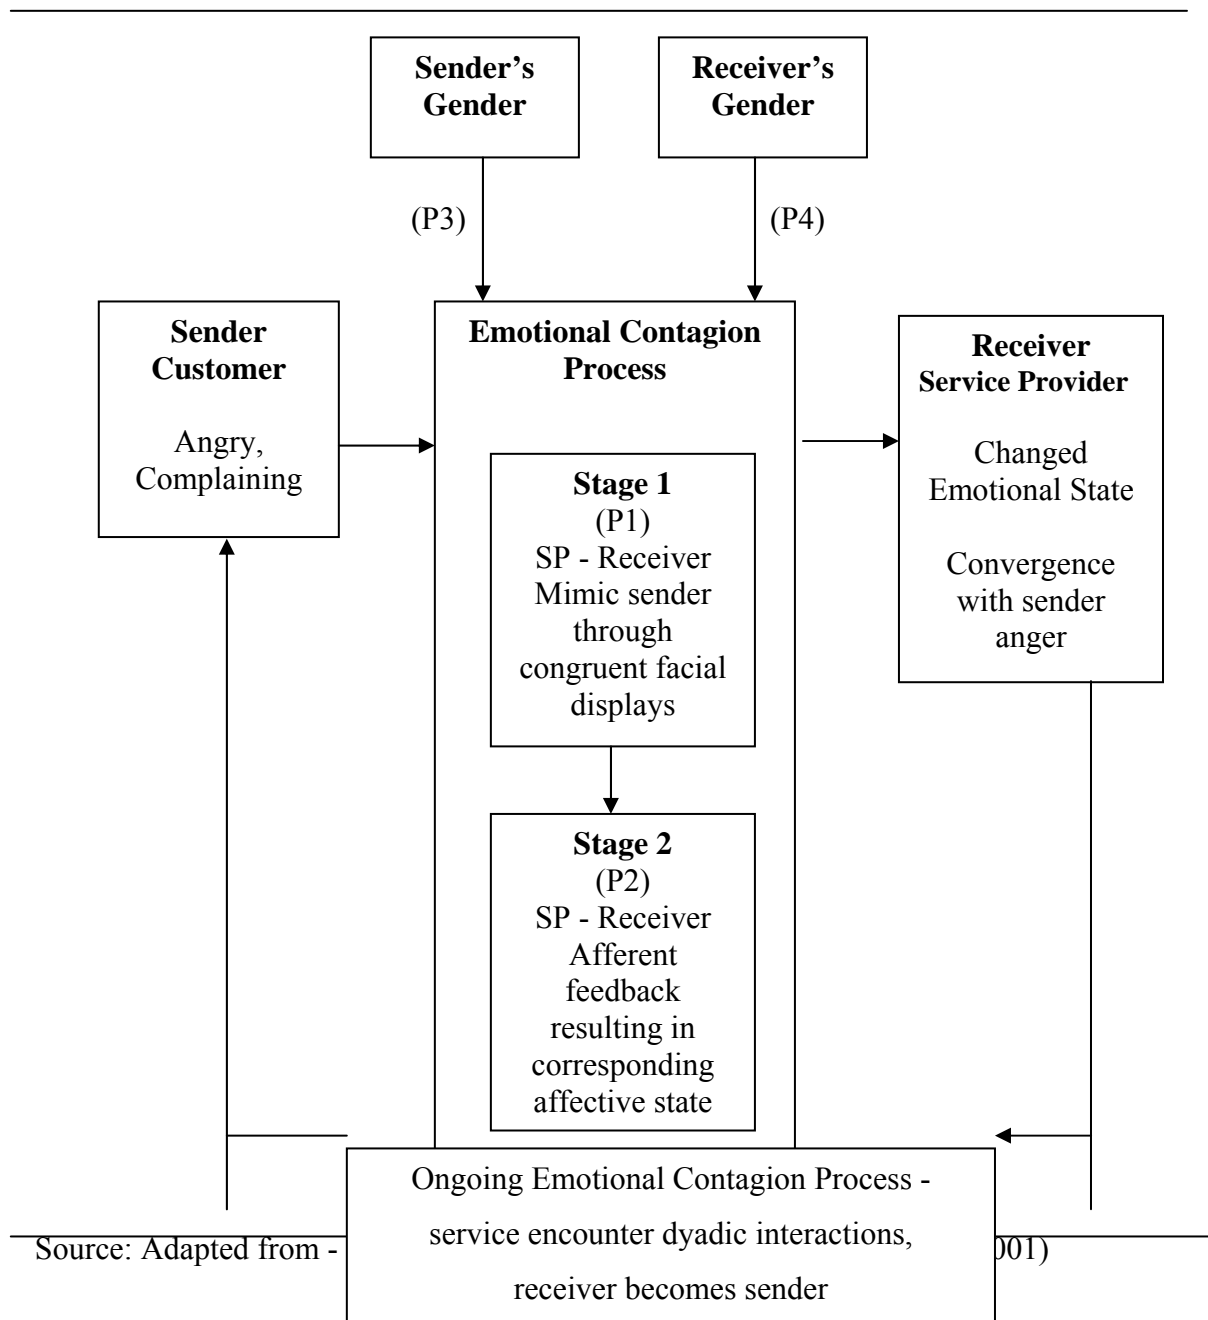 Sender’s
Gender
Receiver’s
Gender
(P3)
(P4)
Sender
Customer
Angry,
Complaining
Emotional Contagion
Process
Stage 1
(P1)
SP - Receiver
Mimic sender
through
congruent facial
displays
Stage 2
(P2)
SP - Receiver
Afferent
feedback
resulting in
corresponding
affective state
Receiver
Service Provider
Changed
Emotional State
Convergence
with sender
anger
Ongoing Emotional Contagion Process -
service encounter dyadic interactions,
receiver becomes sender
Source: Adapted from -